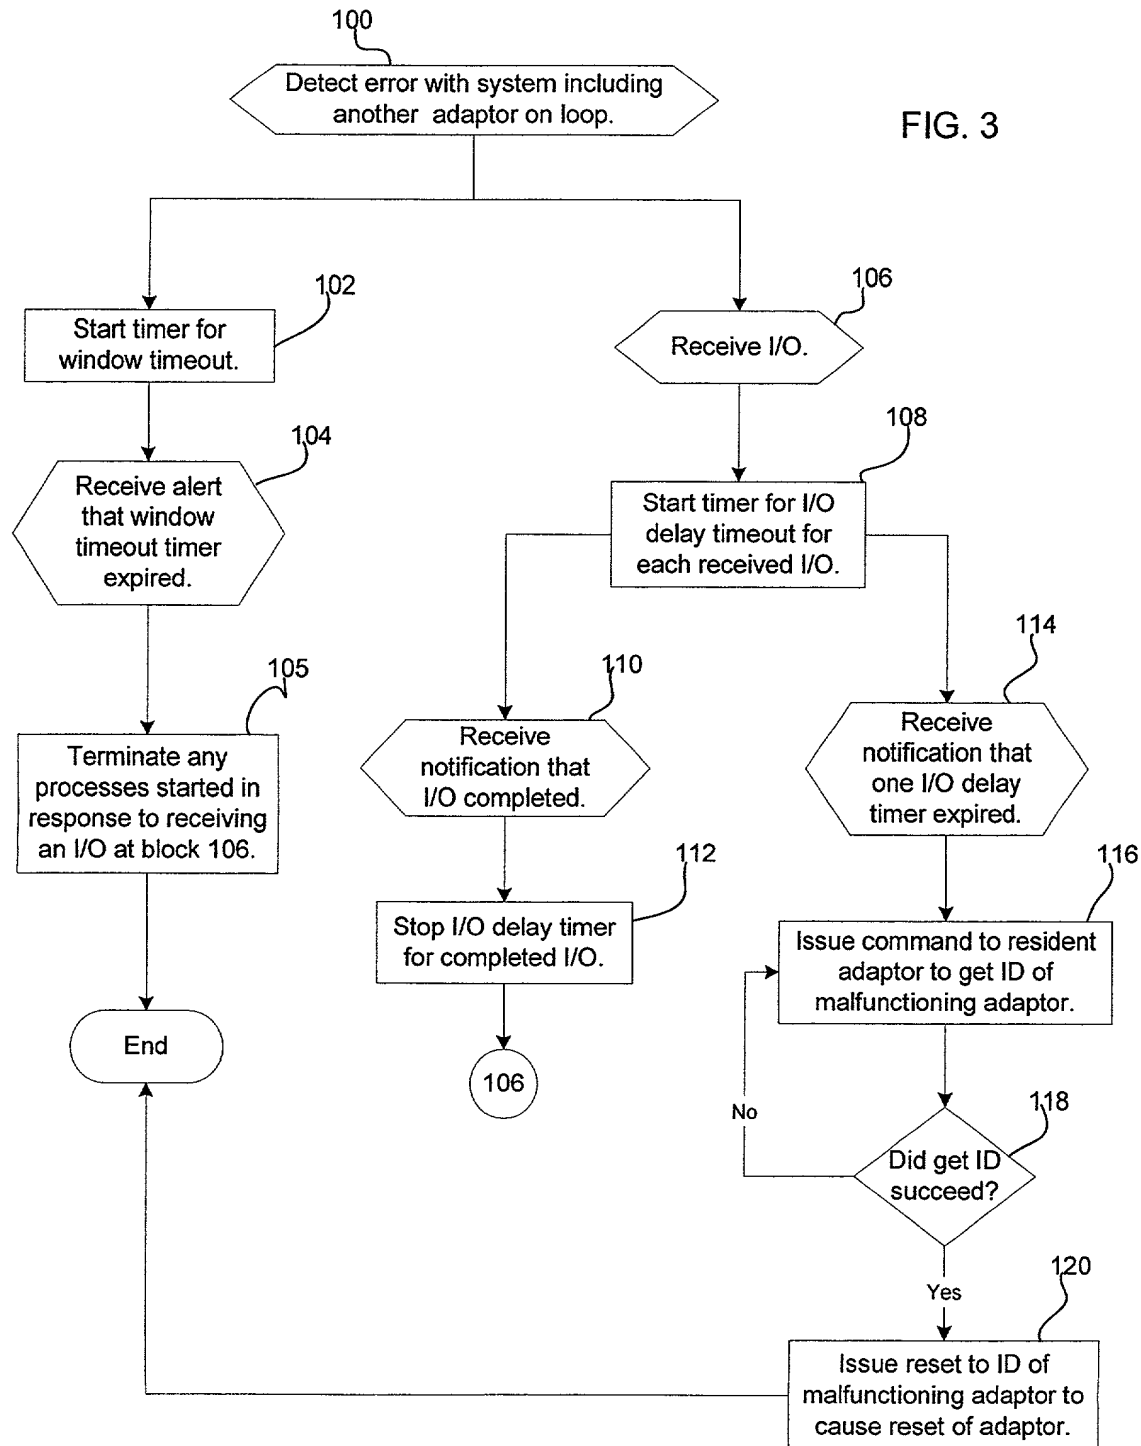 100
Detect error with system including
another adaptor on loop.
FIG. 3
102
Start timer for
window timeout.
106
Receive I/O.
104
Receive alert
that window
timeout timer
expired.
108
Start timer for I/O
delay timeout for
each received I/O.
105
Terminate any
processes started in
response to receiving
an I/O at block 106.
110
Receive
notification that
I/O completed.
114
Receive
notification that
one I/O delay
timer expired.
112
Stop I/O delay timer
for completed I/O.
116
Issue command to resident
adaptor to get ID of
malfunctioning adaptor.
End
106
No
118
Did get ID
succeed?
Yes
120
Issue reset to ID of
malfunctioning adaptor to
cause reset of adaptor.